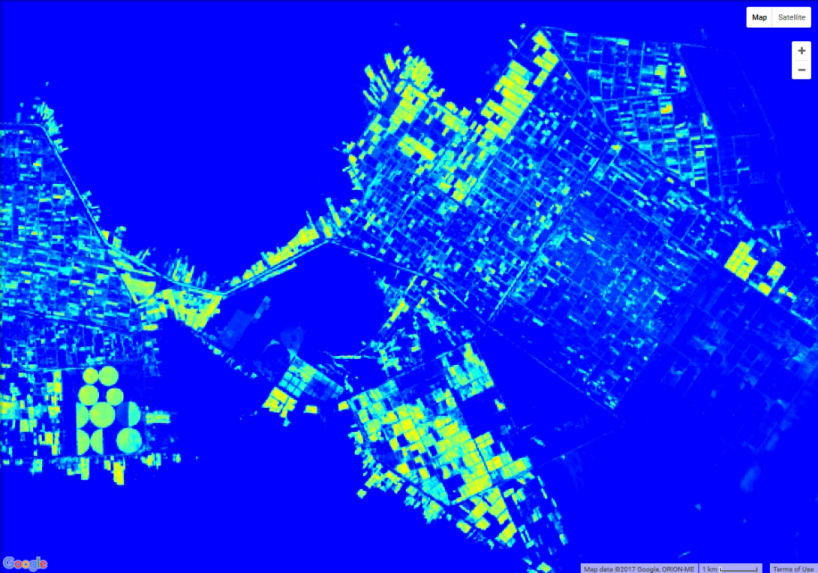 Map Satellite
+
−
Google
Map data ©2017 Google, ORION-ME 1 km Terms of Use